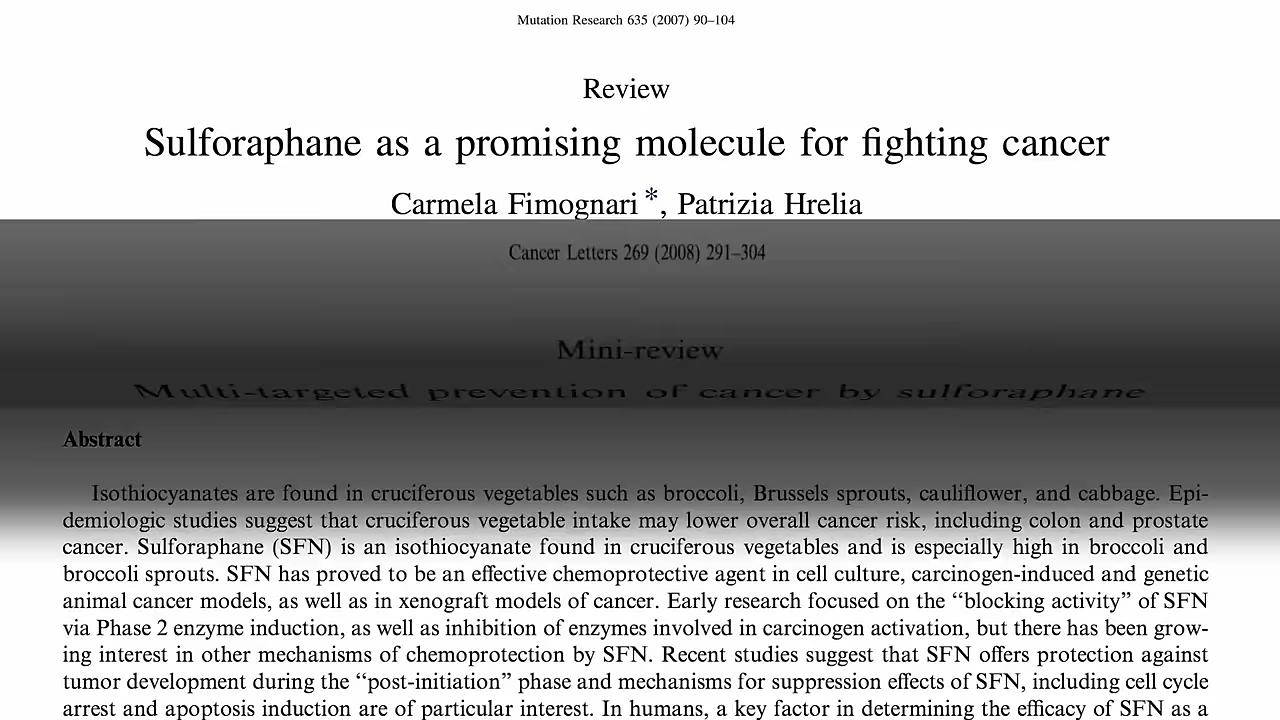 Mutation Research 635 (2007) 90–104
Review
Sulforaphane as a promising molecule for fighting cancer
Carmela Fimognari *, Patrizia Hrelia
Cancer Letters 269 (2008) 291–304
Mini-review
Multi-targeted prevention of cancer by sulforaphane
Abstract
Isothiocyanates are found in cruciferous vegetables such as broccoli, Brussels sprouts, cauliflower, and cabbage. Epi-
demiologic studies suggest that cruciferous vegetable intake may lower overall cancer risk, including colon and prostate
cancer. Sulforaphane (SFN) is an isothiocyanate found in cruciferous vegetables and is especially high in broccoli and
broccoli sprouts. SFN has proved to be an effective chemoprotective agent in cell culture, carcinogen-induced and genetic
animal cancer models, as well as in xenograft models of cancer. Early research focused on the “blocking activity” of SFN
via Phase 2 enzyme induction, as well as inhibition of enzymes involved in carcinogen activation, but there has been grow-
ing interest in other mechanisms of chemoprotection by SFN. Recent studies suggest that SFN offers protection against
tumor development during the “post-initiation” phase and mechanisms for suppression effects of SFN, including cell cycle
arrest and apoptosis induction are of particular interest. In humans, a key factor in determining the efficacy of SFN as a